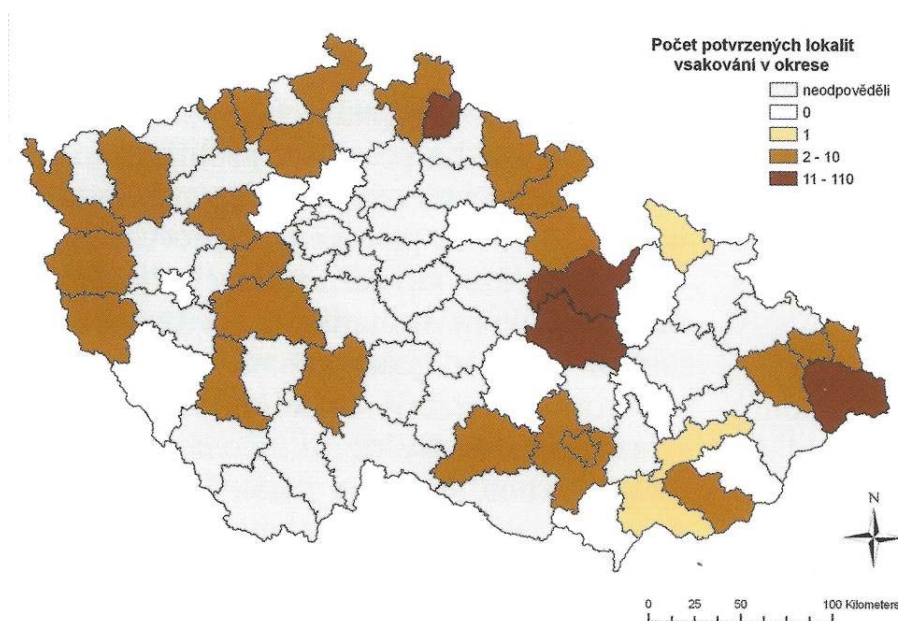 Počet potvrzených lokalit
vsakování v okrese
neodpověděli
0
1
2 - 10
11 - 110
N
0 25 50 100 Kilometers